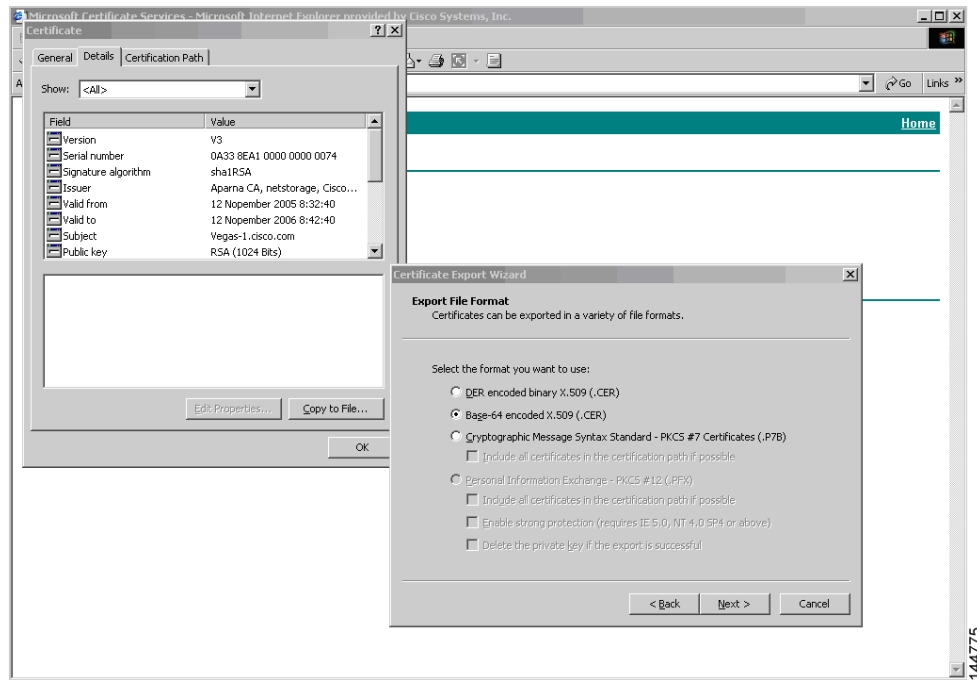 Microsoft Certificate Services - Microsoft Internet Explorer provided by Cisco Systems, Inc.
Certificate
General Details Certification Path
Show: <All>
Field Value
Version V3
Serial number 0A33 8EA1 0000 0000 0074
Signature algorithm sha1RSA
Issuer Aparna CA, netstorage, Cisco...
Valid from 12 Nopember 2005 8:32:40
Valid to 12 Nopember 2006 8:42:40
Subject Vegas-1.cisco.com
Public key RSA (1024 Bits)
Edit Properties... Copy to File...
OK
Go Links »
Home
Certificate Export Wizard
Export File Format
Certificates can be exported in a variety of file formats.
Select the format you want to use:
DER encoded binary X.509 (.CER)
Base-64 encoded X.509 (.CER)
Cryptographic Message Syntax Standard - PKCS #7 Certificates (.P7B)
Include all certificates in the certification path if possible
Personal Information Exchange - PKCS #12 (.PFX)
Include all certificates in the certification path if possible
Enable strong protection (requires IE 5.0, NT 4.0 SP4 or above)
Delete the private key if the export is successful
< Back Next > Cancel
144775